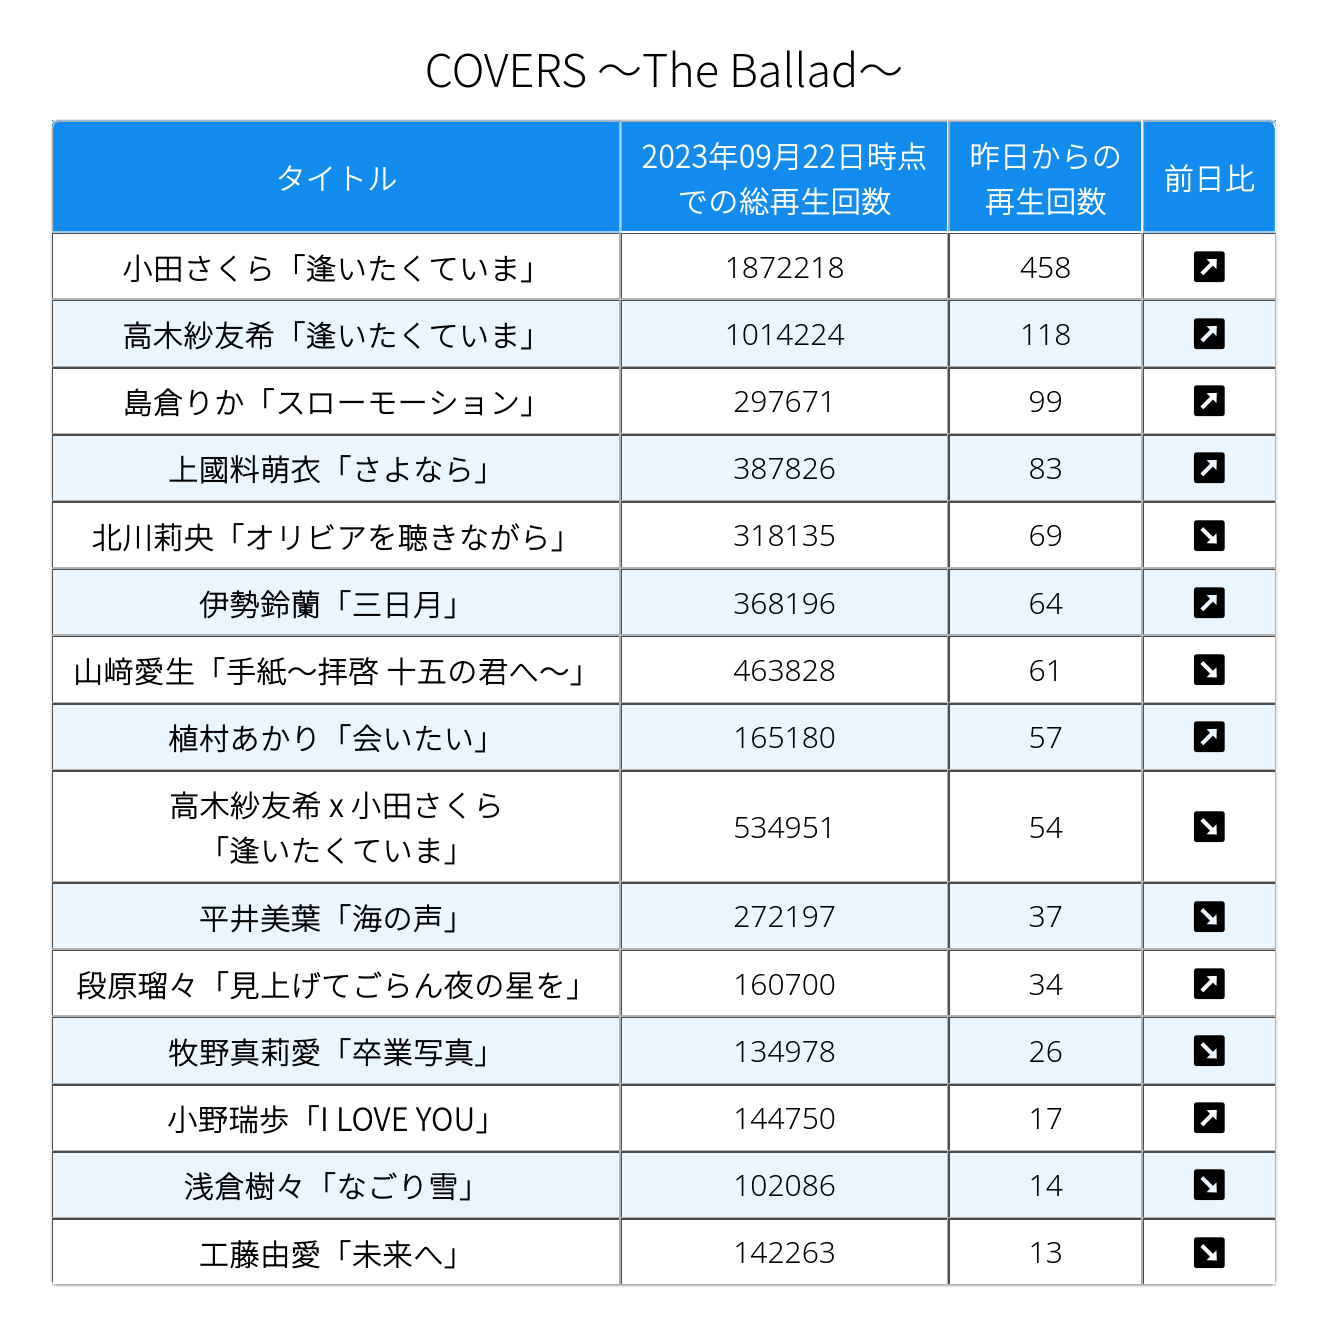 COVERS ～The Ballad～
タイトル
2023年09月22日時点
での総再生回数
昨日からの
再生回数
前日比
小田さくら「逢いたくていま」 1872218 458
高木紗友希「逢いたくていま」 1014224 118
島倉りか「スローモーション」 297671 99
上國料萌衣「さよなら」 387826 83
北川莉央「オリビアを聴きながら」 318135 69
伊勢鈴蘭「三日月」 368196 64
山﨑愛生「手紙～拝啓 十五の君へ～」 463828 61
植村あかり「会いたい」 165180 57
高木紗友希 x 小田さくら
「逢いたくていま」 534951 54
平井美葉「海の声」 272197 37
段原瑠々「見上げてごらん夜の星を」 160700 34
牧野真莉愛「卒業写真」 134978 26
小野瑞歩「I LOVE YOU」 144750 17
浅倉樹々「なごり雪」 102086 14
工藤由愛「未来へ」 142263 13